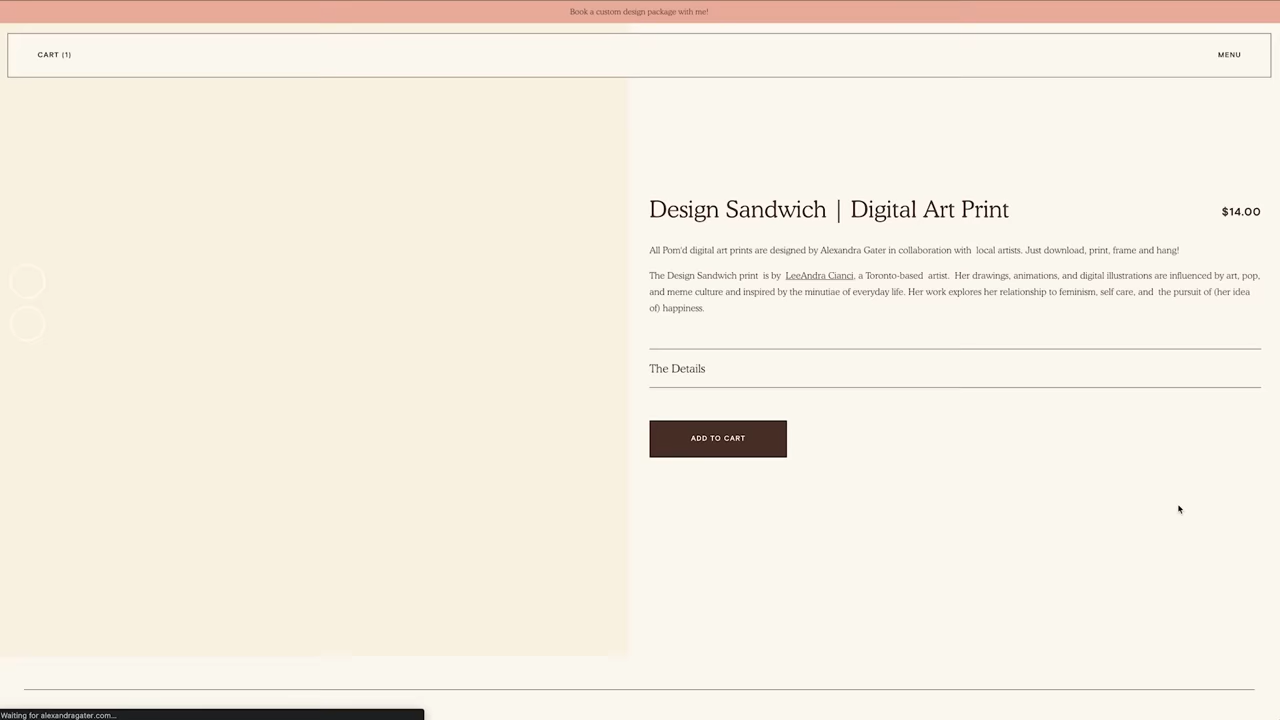 Book a custom design package with me!
CART (1)
MENU
Design Sandwich | Digital Art Print
$14.00
All Pom'd digital art prints are designed by Alexandra Gater in collaboration with local artists. Just download, print, frame and hang!
The Design Sandwich print is by LeeAndra Cianci, a Toronto-based artist. Her drawings, animations, and digital illustrations are influenced by art, pop,
and meme culture and inspired by the minutiae of everyday life. Her work explores her relationship to feminism, self care, and the pursuit of (her idea
of) happiness.
The Details
ADD TO CART
Waiting for alexandragater.com...